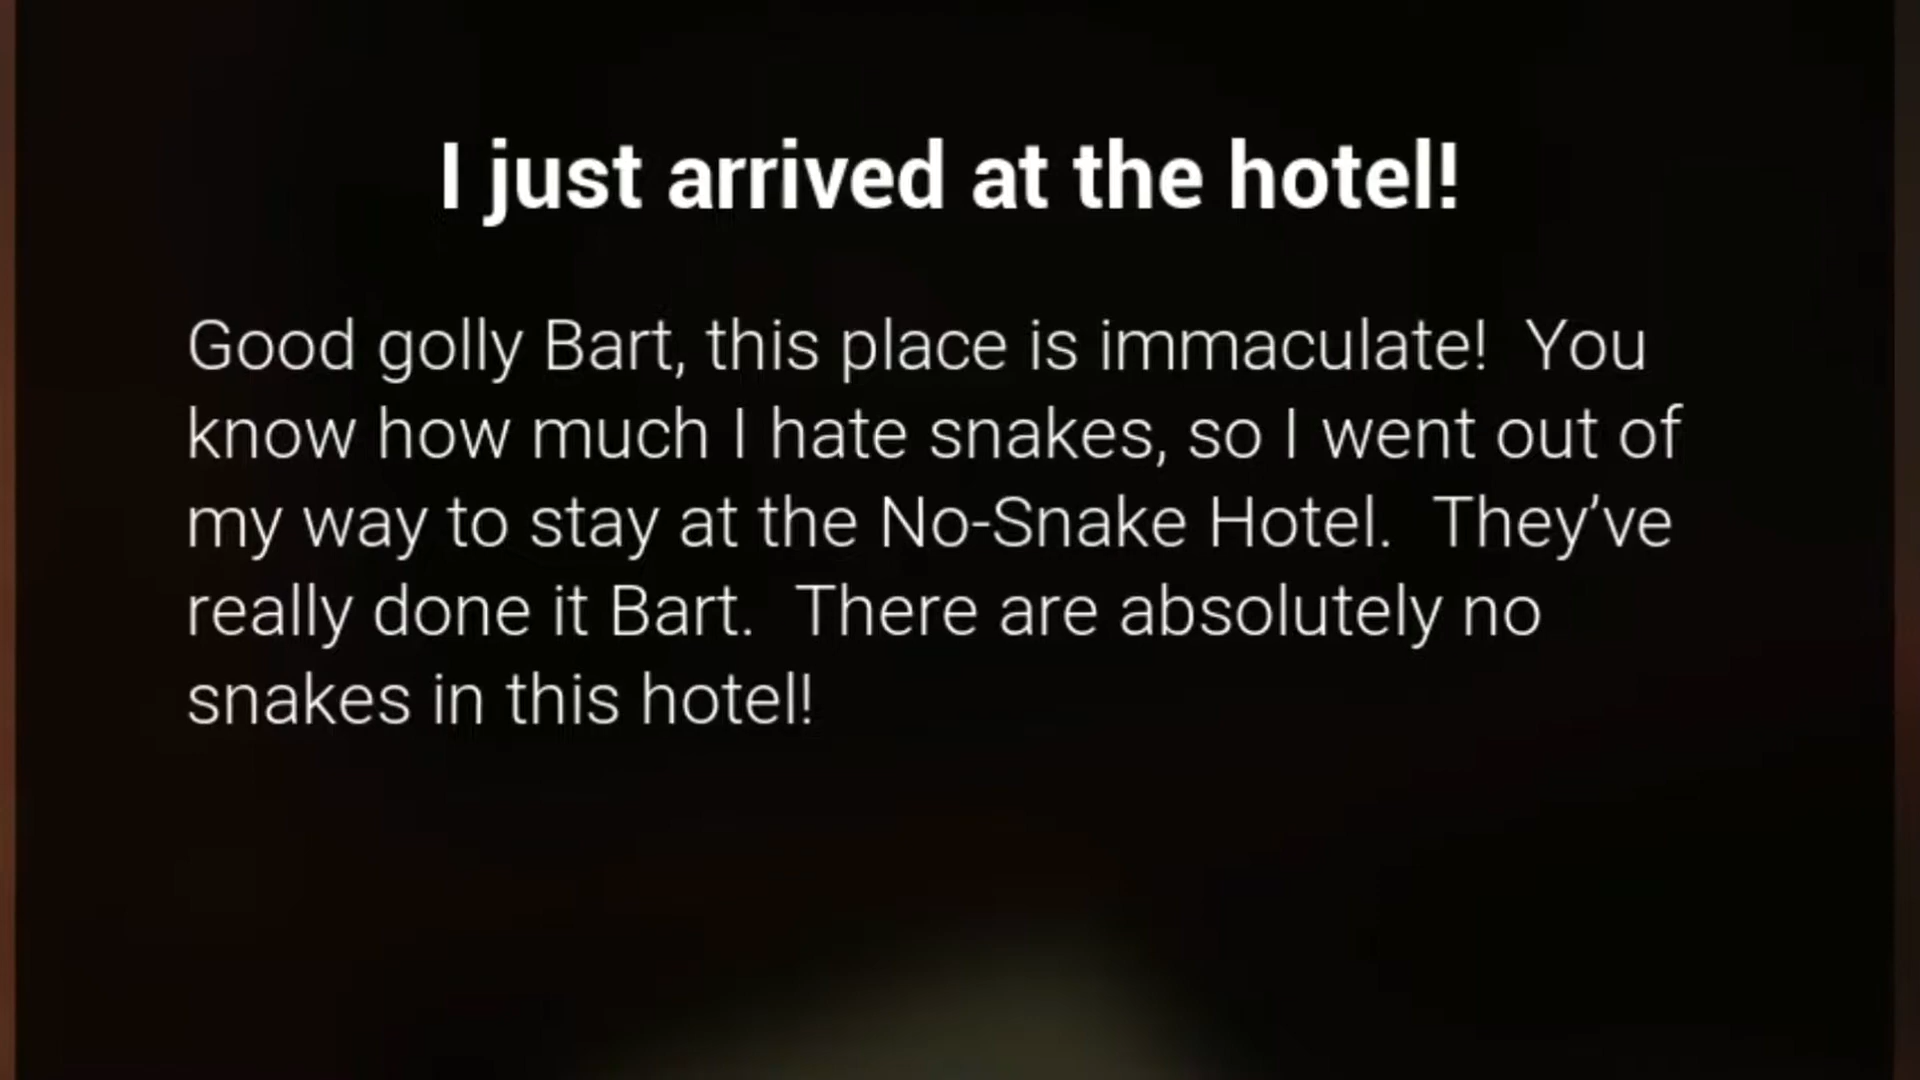 I just arrived at the hotel!
Good golly Bart, this place is immaculate!  You
know how much I hate snakes, so I went out of
my way to stay at the No-Snake Hotel.  They’ve
really done it Bart.  There are absolutely no
snakes in this hotel!